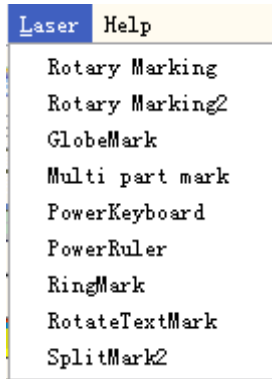 Laser Help
Rotary Marking
Rotary Marking2
GlobeMark
Multi part mark
PowerKeyboard
PowerRuler
RingMark
RotateTextMark
SplitMark2